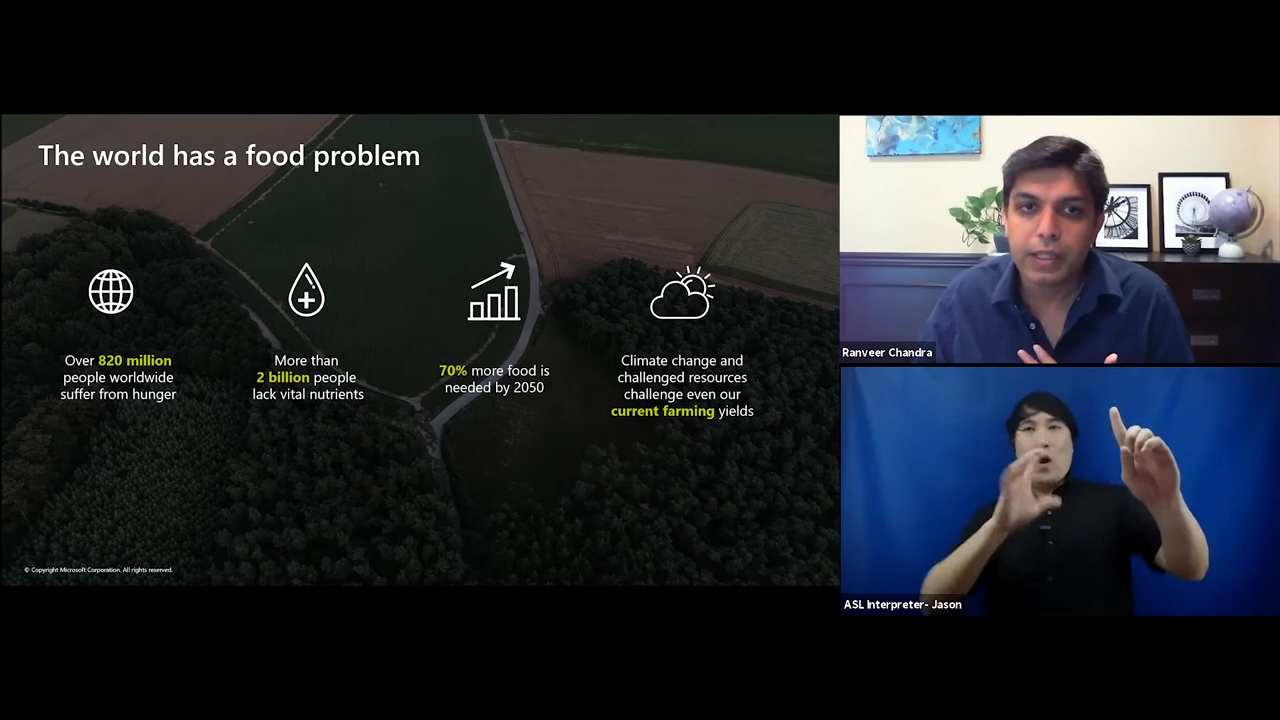 The world has a food problem
Over 820 million
people worldwide
suffer from hunger
More than
2 billion people
lack vital nutrients
70% more food is
needed by 2050
Climate change and
challenged resources
challenge even our
current farming yields
© Copyright Microsoft Corporation. All rights reserved.
Ranveer Chandra
ASL Interpreter- Jason